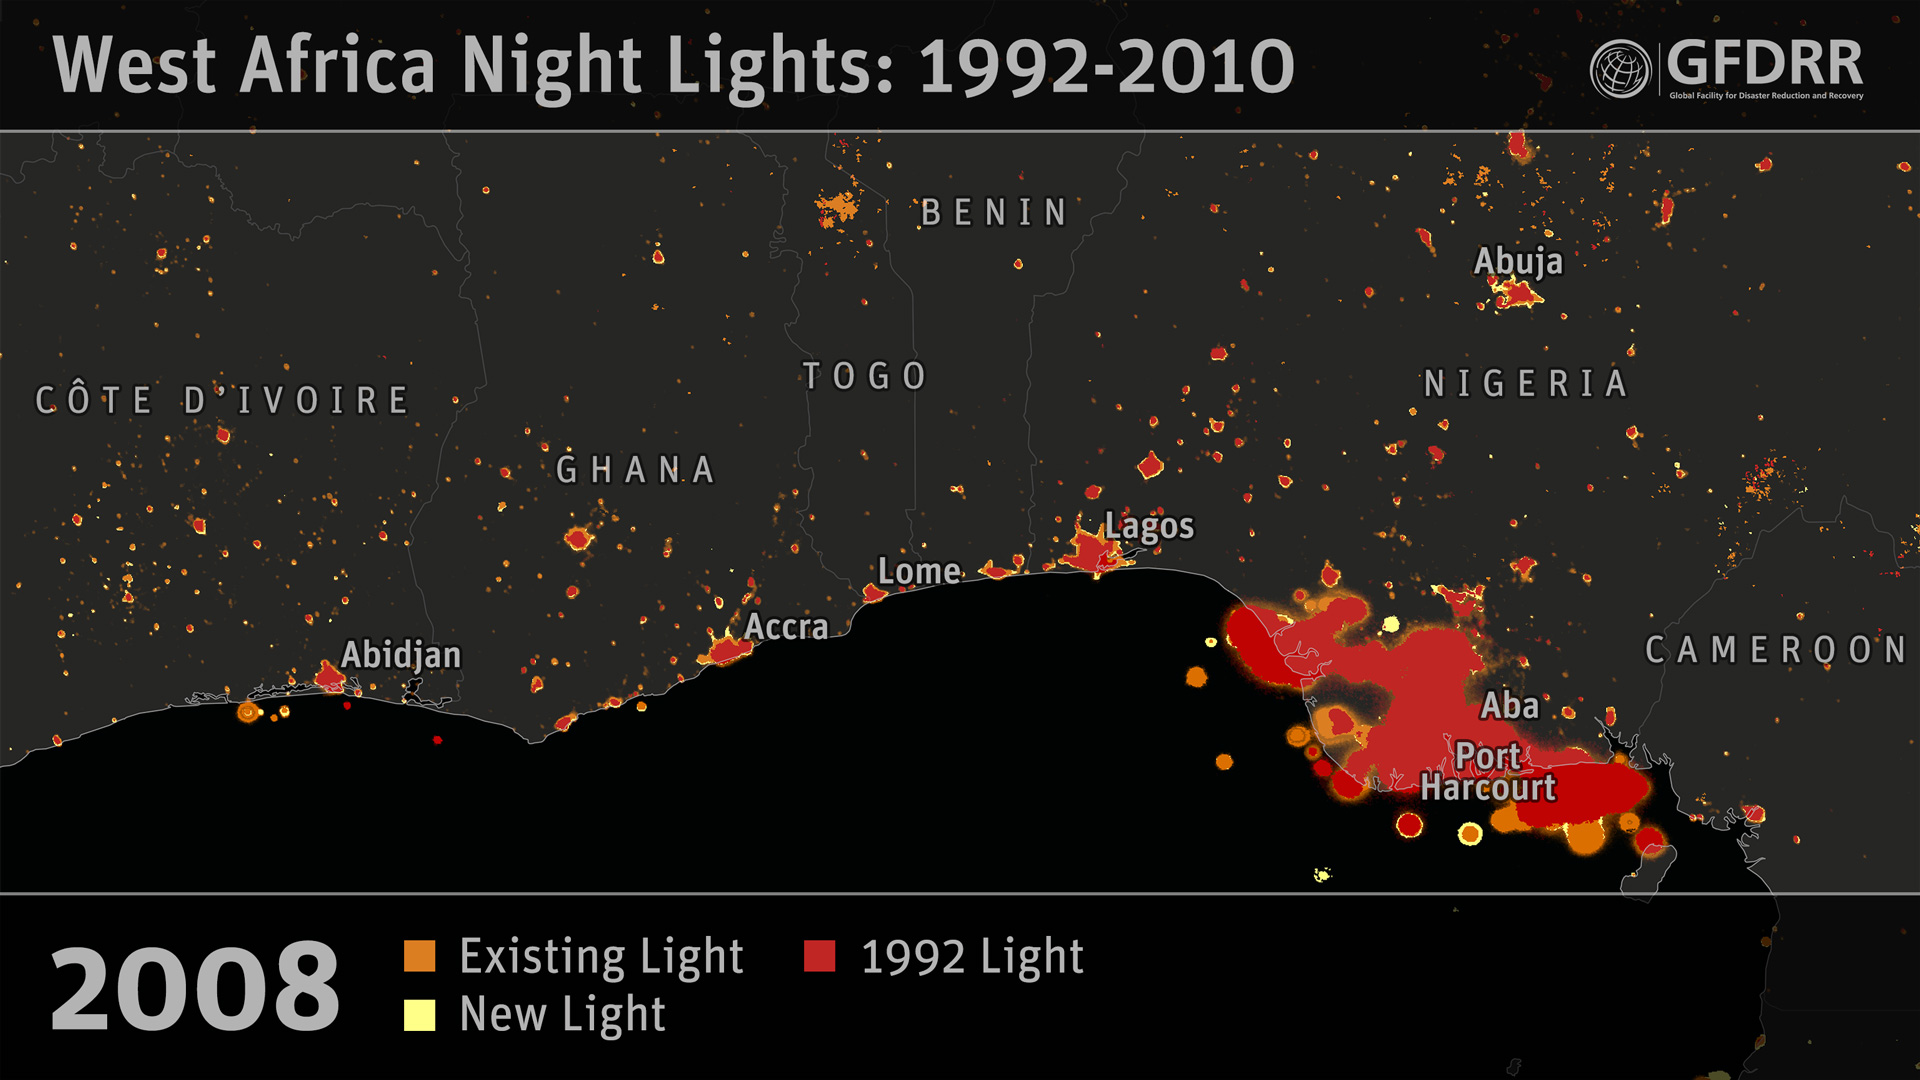 West Africa Night Lights: 1992-2010
GFDRR
Global Facility for Disaster Reduction and Recovery
BENIN
Abuja
TOGO
NIGERIA
CÔTE D'IVOIRE
GHANA
Lagos
Lome
Accra
Abidjan
CAMEROON
Aba
Port
Harcourt
2008
Existing Light
1992 Light
New Light